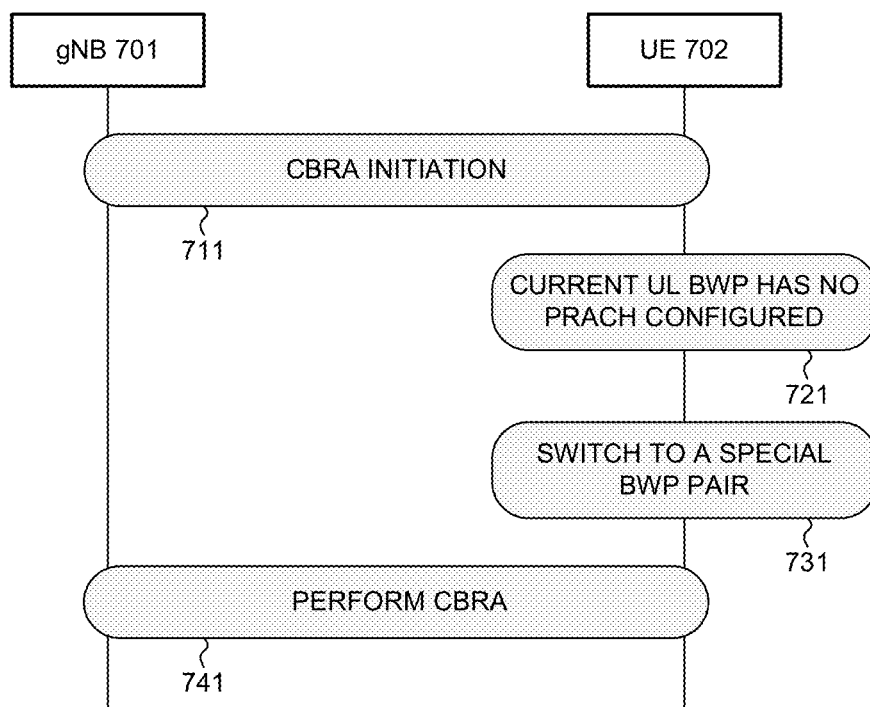 gNB 701
UE 702
CBRA INITIATION
711
CURRENT UL BWP HAS NO
PRACH CONFIGURED
721
SWITCH TO A SPECIAL
BWP PAIR
731
PERFORM CBRA
741